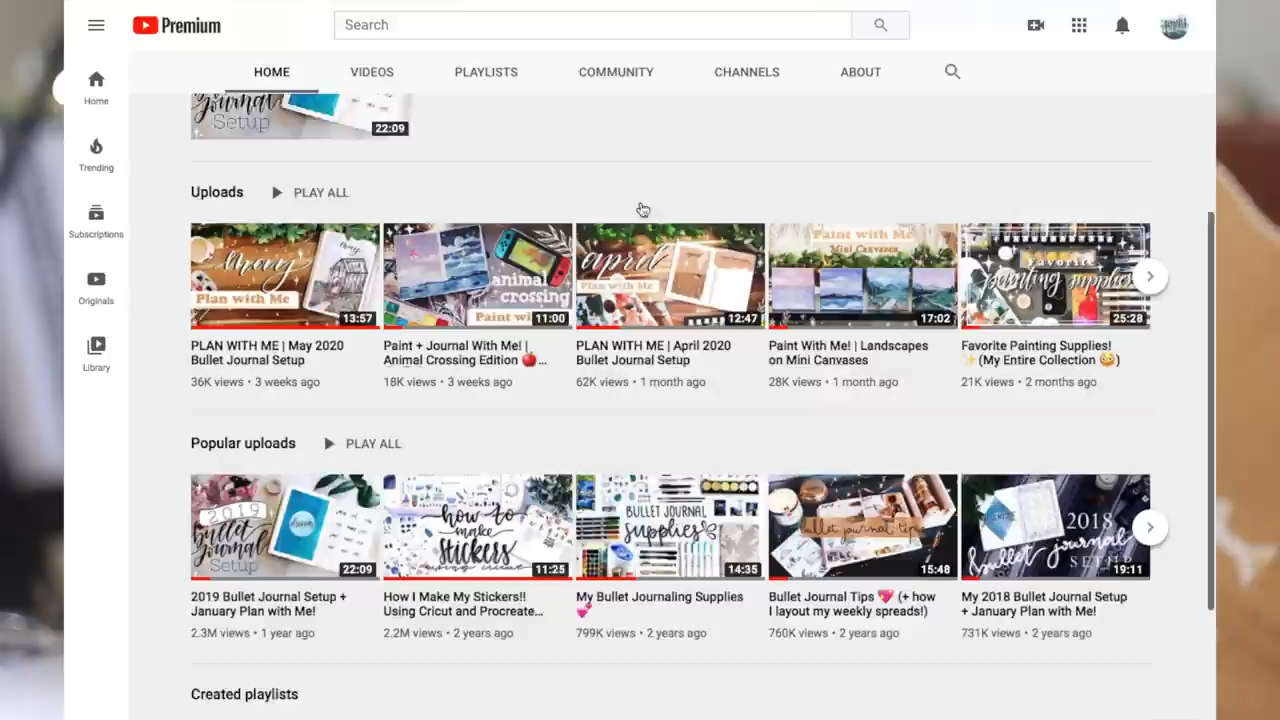 Premium
Search
HOME
VIDEOS
PLAYLISTS
COMMUNITY
CHANNELS
ABOUT
Home
Trending
Subscriptions
Originals
Library
Journal
Setup
22:09
Uploads
PLAY ALL
may
Plan with Me
may
13:57
animal
crossing
Paint wi
11:00
april
Plan with Me
12:47
Paint with Me
Mini Canvases
17:02
Favorite
painting supplies
25:28
PLAN WITH ME | May 2020
Bullet Journal Setup
36K views • 3 weeks ago
Paint + Journal With Me! |
Animal Crossing Edition 🍎...
18K views • 3 weeks ago
PLAN WITH ME | April 2020
Bullet Journal Setup
62K views • 1 month ago
Paint With Me! | Landscapes
on Mini Canvases
28K views • 1 month ago
Favorite Painting Supplies!
✨(My Entire Collection 😳)
21K views • 2 months ago
Popular uploads
PLAY ALL
2019
bullet
journal
Setup
22:09
how to
make
stickers
using cricut
11:25
BULLET JOURNAL
supplies
14:35
bullet journal tips
15:48
2018
bullet journal
SETUP
19:11
2019 Bullet Journal Setup +
January Plan with Me!
2.3M views • 1 year ago
How I Make My Stickers!!
Using Cricut and Procreate...
2.2M views • 2 years ago
My Bullet Journaling Supplies
💕
799K views • 2 years ago
Bullet Journal Tips 💖 (+ how
I layout my weekly spreads!)
760K views • 2 years ago
My 2018 Bullet Journal Setup
+ January Plan with Me!
731K views • 2 years ago
Created playlists